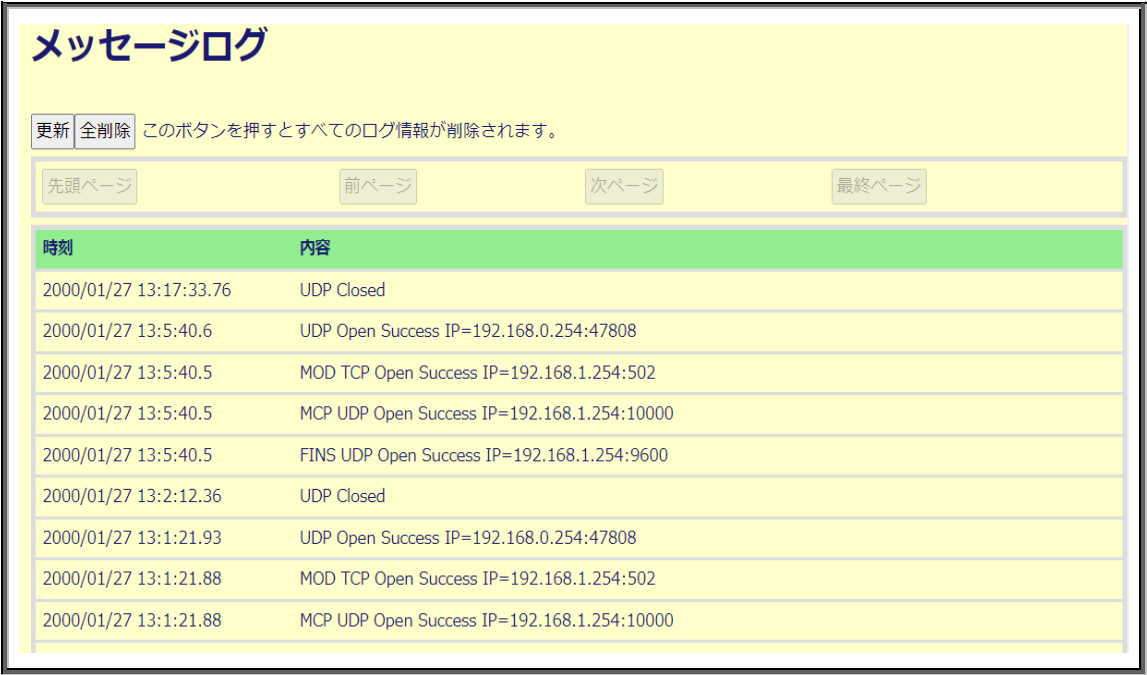 メッセージログ
更新 全削除 このボタンを押すとすべてのログ情報が削除されます。
先頭ページ 前ページ 次ページ 最終ページ
時刻 内容
2000/01/27 13:17:33.76 UDP Closed
2000/01/27 13:5:40.6 UDP Open Success IP=192.168.0.254:47808
2000/01/27 13:5:40.5 MOD TCP Open Success IP=192.168.1.254:502
2000/01/27 13:5:40.5 MCP UDP Open Success IP=192.168.1.254:10000
2000/01/27 13:5:40.5 FINS UDP Open Success IP=192.168.1.254:9600
2000/01/27 13:2:12.36 UDP Closed
2000/01/27 13:1:21.93 UDP Open Success IP=192.168.0.254:47808
2000/01/27 13:1:21.88 MOD TCP Open Success IP=192.168.1.254:502
2000/01/27 13:1:21.88 MCP UDP Open Success IP=192.168.1.254:10000